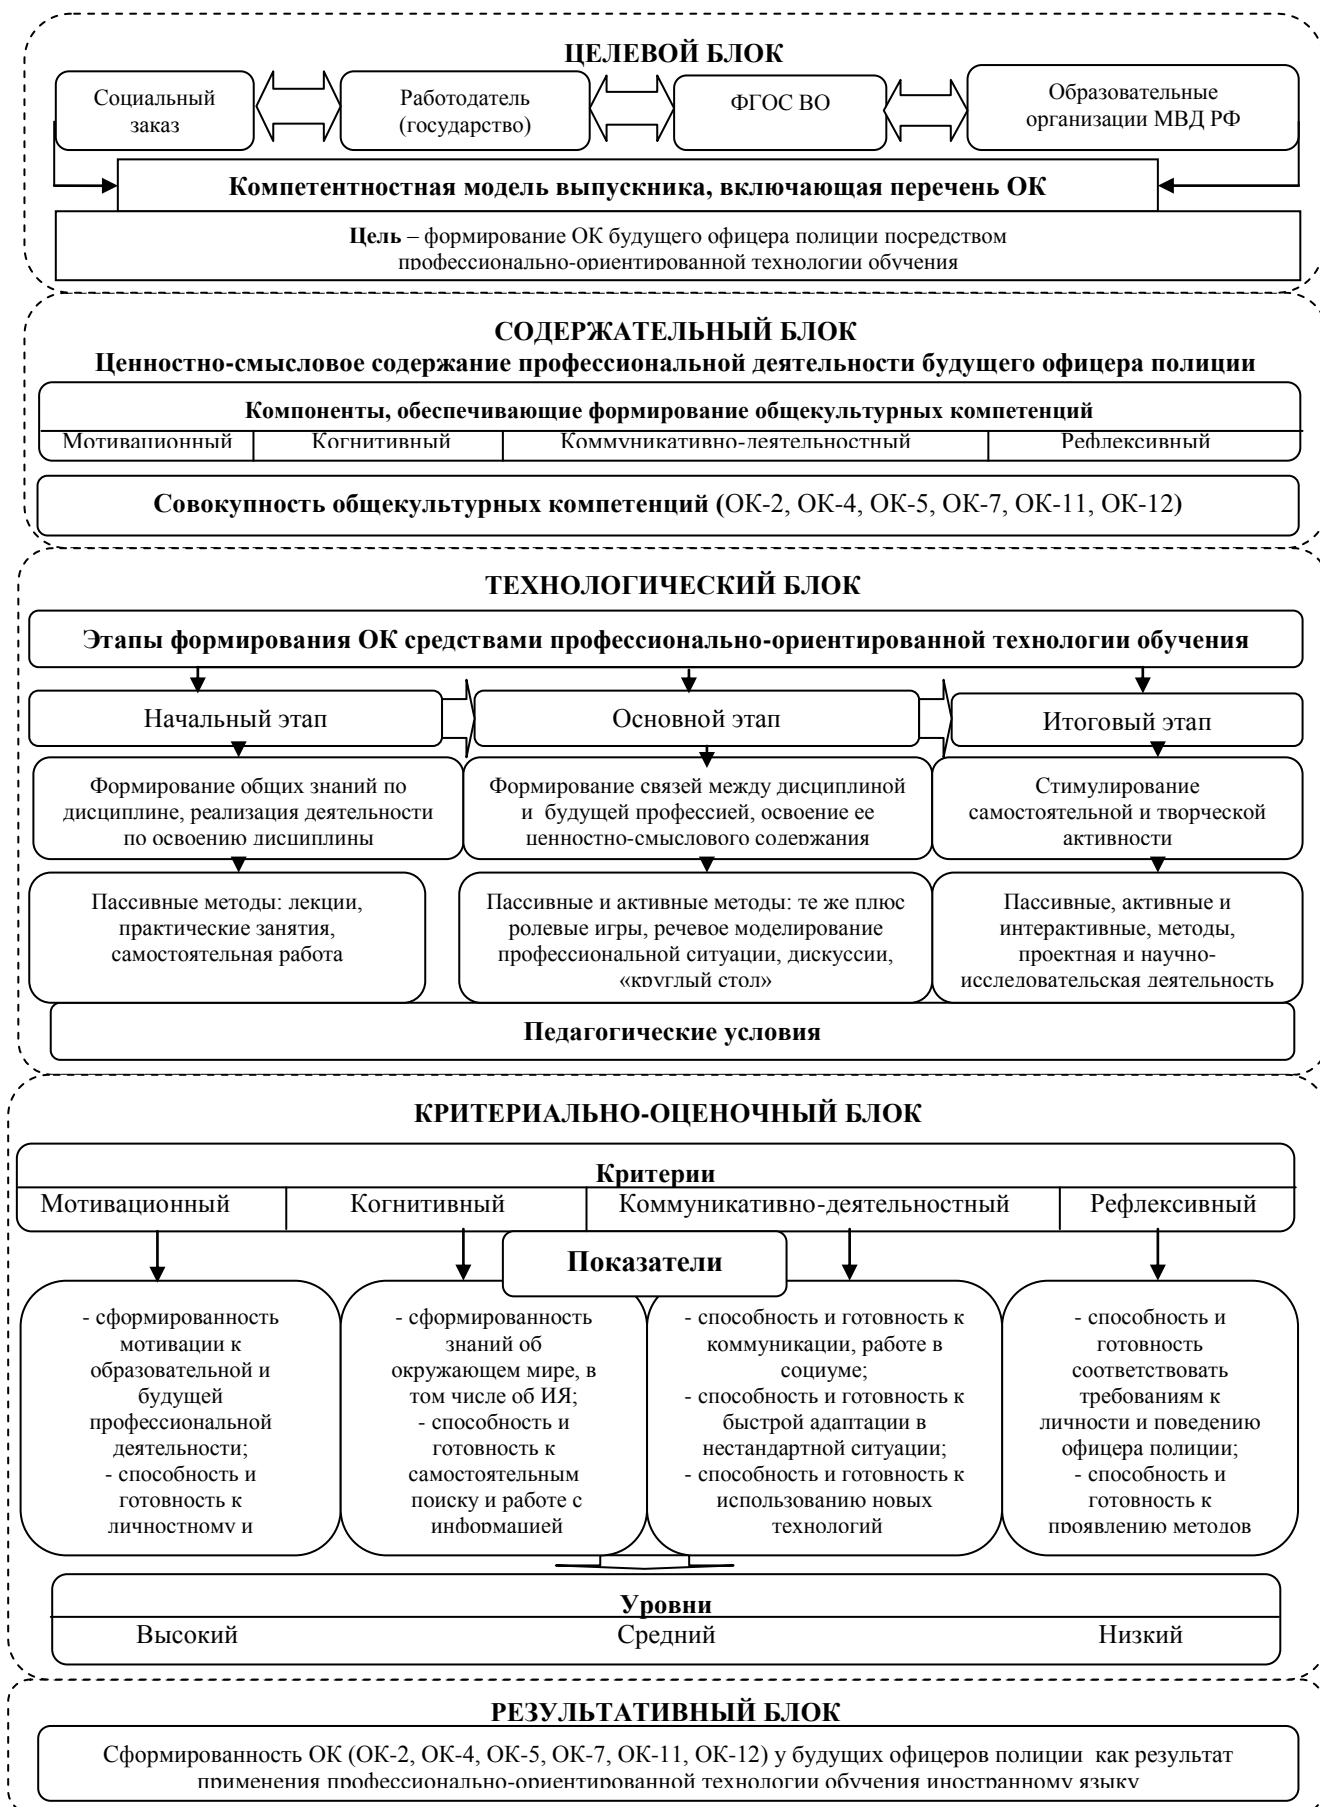 ЦЕЛЕВОЙ БЛОК
Социальный
заказ
Работодатель
(государство)
ФГОС ВО
Образовательные
организации МВД РФ
Компетентностная модель выпускника, включающая перечень ОК
Цель – формирование ОК будущего офицера полиции посредством
профессионально-ориентированной технологии обучения
СОДЕРЖАТЕЛЬНЫЙ БЛОК
Ценностно-смысловое содержание профессиональной деятельности будущего офицера полиции
Компоненты, обеспечивающие формирование общекультурных компетенций
Мотивационный
Когнитивный
Коммуникативно-деятельностный
Рефлексивный
Совокупность общекультурных компетенций (ОК-2, ОК-4, ОК-5, ОК-7, ОК-11, ОК-12)
ТЕХНОЛОГИЧЕСКИЙ БЛОК
Этапы формирования ОК средствами профессионально-ориентированной технологии обучения
Начальный этап
Основной этап
Итоговый этап
Формирование общих знаний по
дисциплине, реализация деятельности
по освоению дисциплины
Формирование связей между дисциплиной
и будущей профессией, освоение ее
ценностно-смыслового содержания
Стимулирование
самостоятельной и творческой
активности
Пассивные методы: лекции,
практические занятия,
самостоятельная работа
Пассивные и активные методы: те же плюс
ролевые игры, речевое моделирование
профессиональной ситуации, дискуссии,
«круглый стол»
Пассивные, активные и
интерактивные, методы,
проектная и научно-
исследовательская деятельность
Педагогические условия
КРИТЕРИАЛЬНО-ОЦЕНОЧНЫЙ БЛОК
Критерии
Мотивационный
Когнитивный
Коммуникативно-деятельностный
Рефлексивный
Показатели
- сформированность
мотивации к
образовательной и
будущей
профессиональной
деятельности;
- способность и
готовность к
личностному и
- сформированность
знаний об
окружающем мире, в
том числе об ИЯ;
- способность и
готовность к
самостоятельным
поиску и работе с
информацией
- способность и готовность к
коммуникации, работе в
социуме;
- способность и готовность к
быстрой адаптации в
нестандартной ситуации;
- способность и готовность к
использованию новых
технологий
- способность и
готовность
соответствовать
требованиям к
личности и поведению
офицера полиции;
- способность и
готовность к
проявлению методов
Уровни
Высокий
Средний
Низкий
РЕЗУЛЬТАТИВНЫЙ БЛОК
Сформированность ОК (ОК-2, ОК-4, ОК-5, ОК-7, ОК-11, ОК-12) у будущих офицеров полиции как результат
применения профессионально-ориентированной технологии обучения иностранному языку